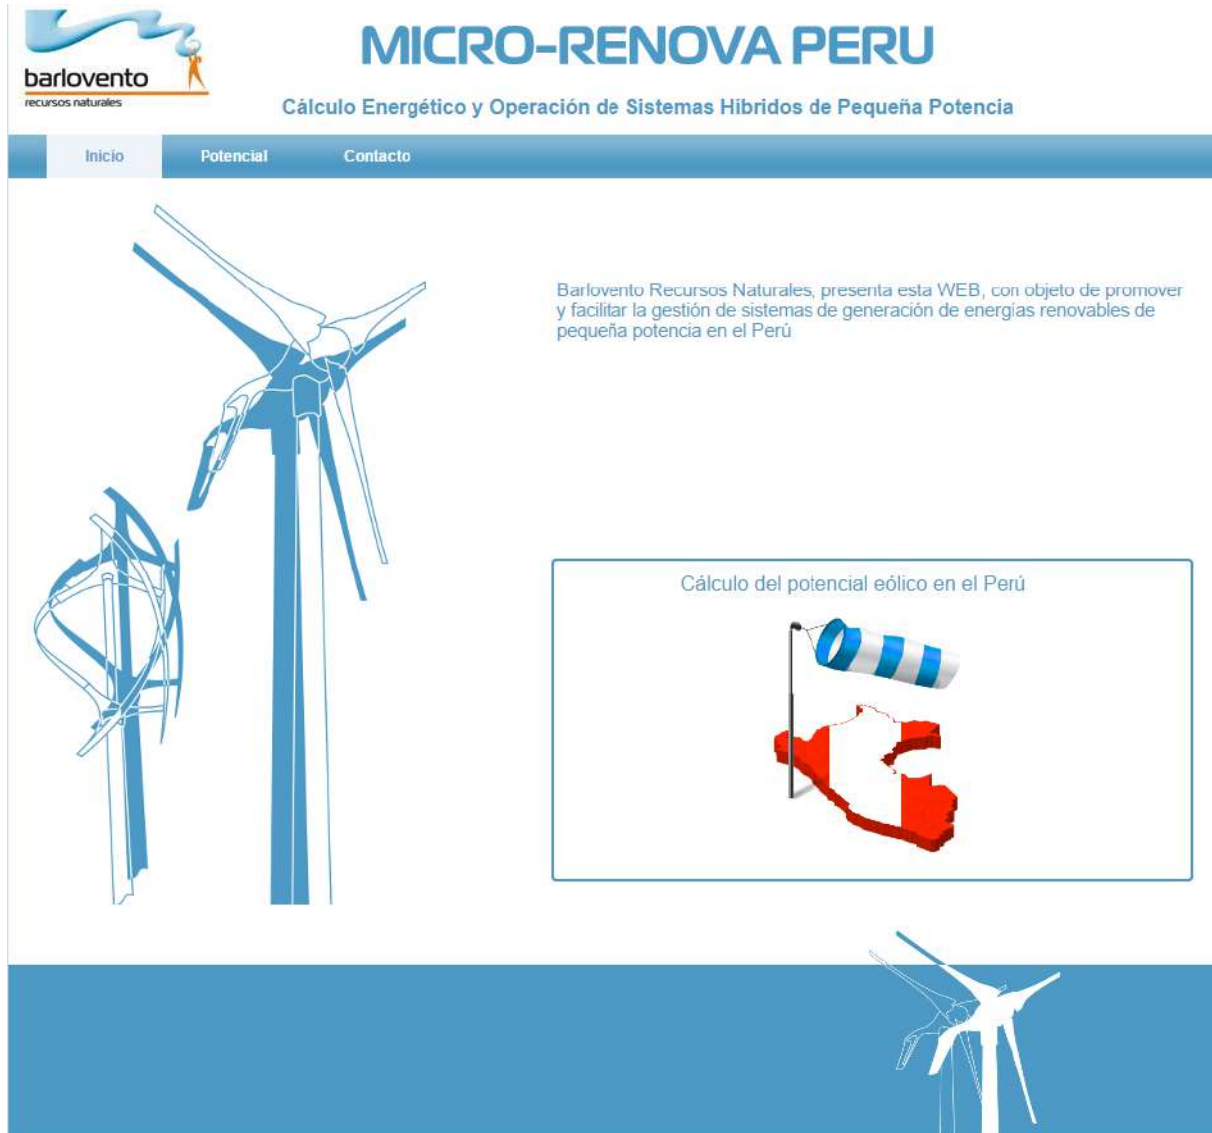 barlovento
recursos naturales
MICRO-RENOVA PERU
Cálculo Energético y Operación de Sistemas Hibridos de Pequeña Potencia
Inicio Potencial Contacto
Barlovento Recursos Naturales, presenta esta WEB, con objeto de promover
y facilitar la gestión de sistemas de generación de energías renovables de
pequeña potencia en el Perú
Cálculo del potencial eólico en el Perú